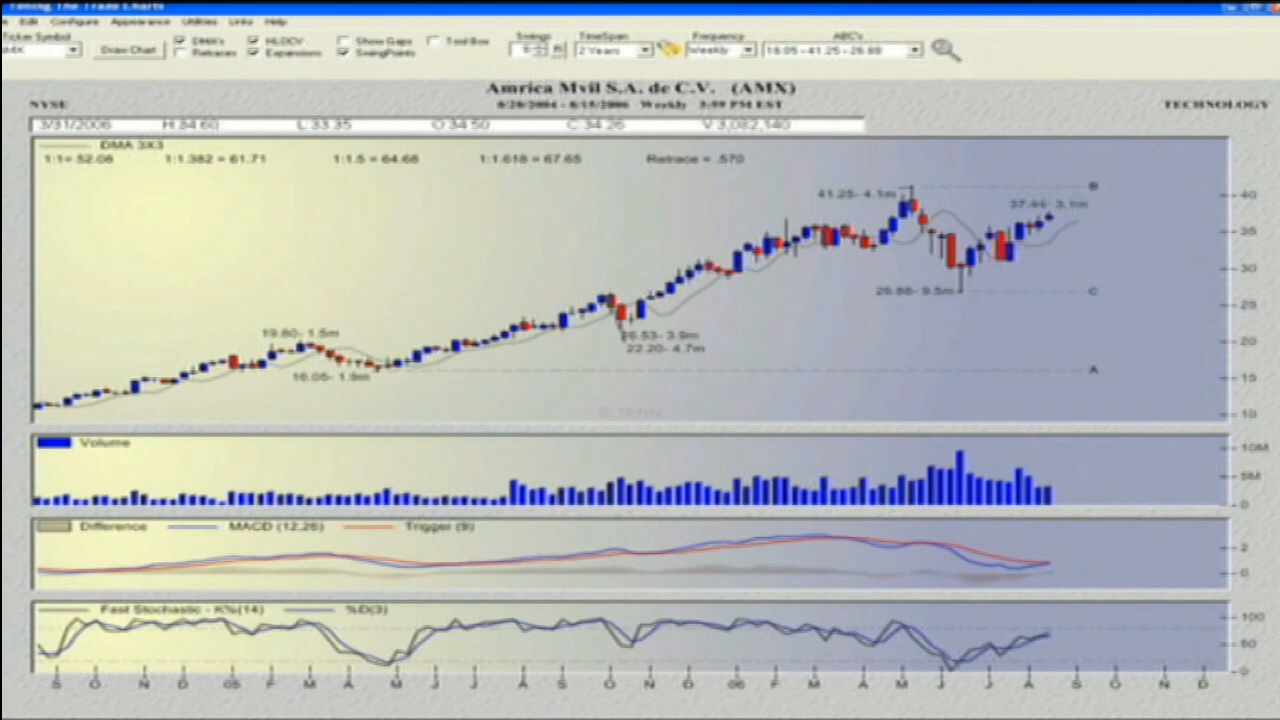 Timing The Trade Charts
Edit Configure Appearance Utilities Links Help
Ticker Symbol
AMX
Draw Chart
DMA's HLOCV Show Gaps Tool Box
Retraces Expansions SwingPoints
Swings TimeSpan Frequency ABC's
2 Years Weekly 16.05 - 41.25 - 26.88
Amrica Mvil S.A. de C.V. (AMX)
NYSE 8/20/2004 - 8/15/2006 Weekly 3:59 PM EST TECHNOLOGY
3/31/2006 H 34.60 L 33.35 O 34.50 C 34.26 V 3,082,140
DMA 3X3
1:1= 52.08 1:1.382 = 61.71 1:1.5 = 64.68 1:1.618 = 67.65 Retrace = .570
41.25- 4.1m B
40
37.44- 3.1m
35
30
26.88- 9.5m C
25
19.80- 1.5m 26.53- 3.9m
20
22.20- 4.7m
16.05- 1.9m A
15
10
Volume
10M
5M
0
Difference MACD (12,26) Trigger (9)
2
0
Fast Stochastic - K%(14) %D(3)
100
50
0
S O N D 05 F M A M J J A S O N D 06 F M A M J J A S O N D